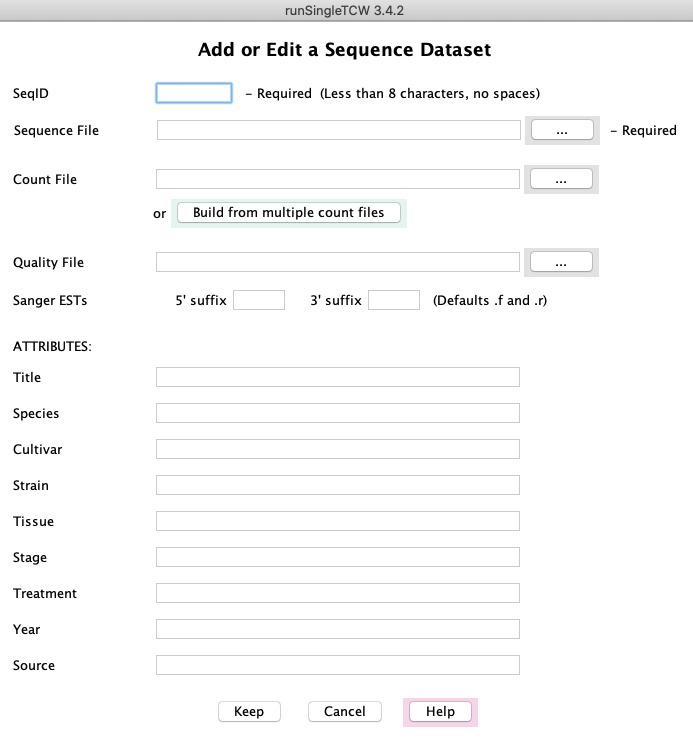 runSingleTCW 3.4.2
Add or Edit a Sequence Dataset
SeqID – Required (Less than 8 characters, no spaces)
Sequence File ... – Required
Count File ...
or Build from multiple count files
Quality File ...
Sanger ESTs 5' suffix 3' suffix (Defaults .f and .r)
ATTRIBUTES:
Title
Species
Cultivar
Strain
Tissue
Stage
Treatment
Year
Source
Keep Cancel Help